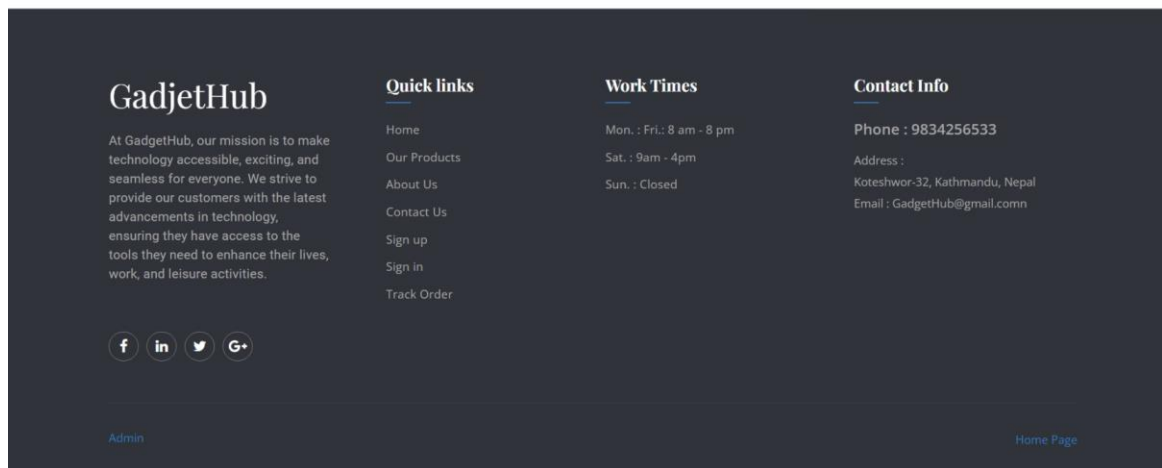 GadjetHub
At GadgetHub, our mission is to make
technology accessible, exciting, and
seamless for everyone. We strive to
provide our customers with the latest
advancements in technology,
ensuring they have access to the
tools they need to enhance their lives,
work, and leisure activities.
f in G+
Quick links
Home
Our Products
About Us
Contact Us
Sign up
Sign in
Track Order
Work Times
Mon. : Fri.: 8 am - 8 pm
Sat. : 9am - 4pm
Sun. : Closed
Contact Info
Phone : 9834256533
Address :
Koteshwor-32, Kathmandu, Nepal
Email : GadgetHub@gmail.comn
Admin
Home Page